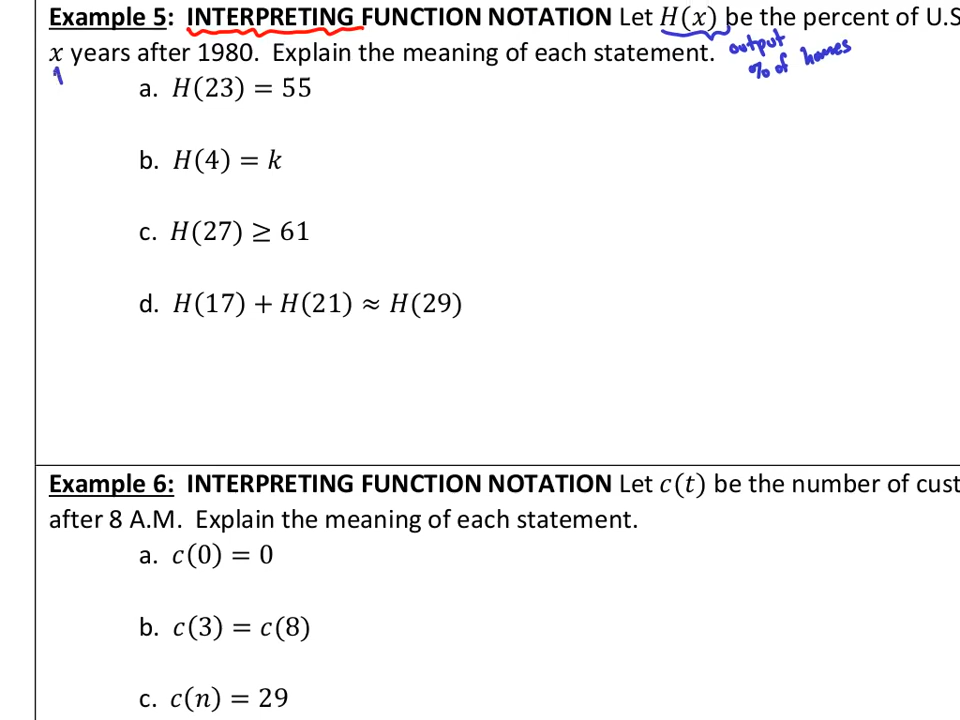 Example 5: INTERPRETING FUNCTION NOTATION Let H(x) be the percent of U.S
x years after 1980. Explain the meaning of each statement.
output
% of homes
a. H(23) = 55
b. H(4) = k
c. H(27) ≥ 61
d. H(17) + H(21) ≈ H(29)
Example 6: INTERPRETING FUNCTION NOTATION Let c(t) be the number of cust
after 8 A.M. Explain the meaning of each statement.
a. c(0) = 0
b. c(3) = c(8)
c. c(n) = 29